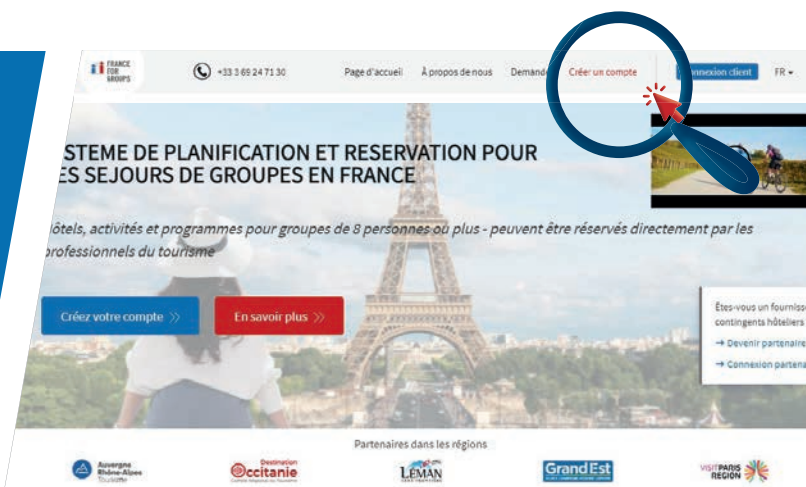 FRANCE
FOR
GROUPS
+33 3 69 24 71 30
Page d'accueil
À propos de nous
Demand
Créer un compte
nnexion client
FR
STEME DE PLANIFICATION ET RESERVATION POUR
ES SEJOURS DE GROUPES EN FRANCE
ôtels, activités et programmes pour groupes de 8 personnes ou plus - peuvent être réservés directement par les
professionnels du tourisme
Créez votre compte
En savoir plus
Êtes-vous un fourniss
contingents hôteliers
→ Devenir partenaire
→ Connexion partena
Partenaires dans les régions
Auvergne
Rhône-Alpes
Tourisme
Destination
Occitanie
LÉMAN
Grand Est
VISIT PARIS
REGION